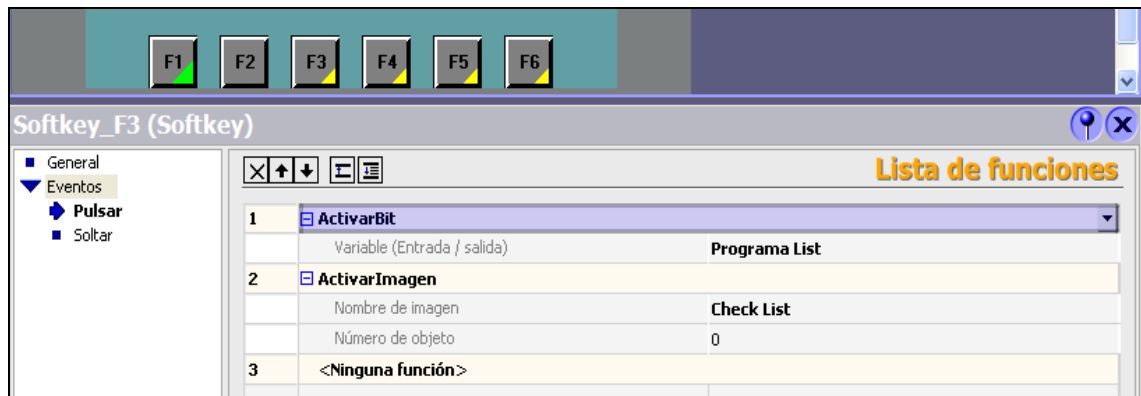 F1 F2 F3 F4 F5 F6
Softkey_F3 (Softkey)
General
Eventos
Pulsar
Soltar
Lista de funciones
1 ActivarBit
Variable (Entrada / salida) Programa List
2 ActivarImagen
Nombre de imagen Check List
Número de objeto 0
3 <Ninguna función>